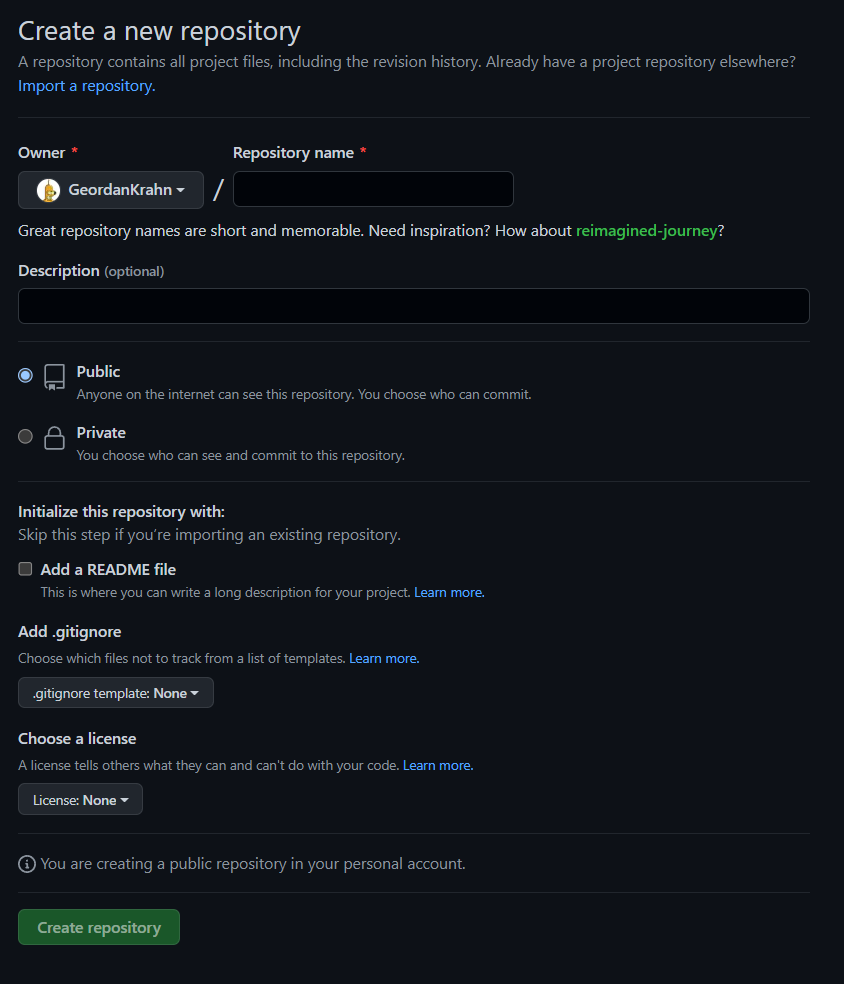 Create a new repository
A repository contains all project files, including the revision history. Already have a project repository elsewhere?
Import a repository.
Owner * Repository name *
GeordanKrahn /
Great repository names are short and memorable. Need inspiration? How about reimagined-journey?
Description (optional)
Public
Anyone on the internet can see this repository. You choose who can commit.
Private
You choose who can see and commit to this repository.
Initialize this repository with:
Skip this step if you're importing an existing repository.
Add a README file
This is where you can write a long description for your project. Learn more.
Add .gitignore
Choose which files not to track from a list of templates. Learn more.
.gitignore template: None
Choose a license
A license tells others what they can and can't do with your code. Learn more.
License: None
You are creating a public repository in your personal account.
Create repository